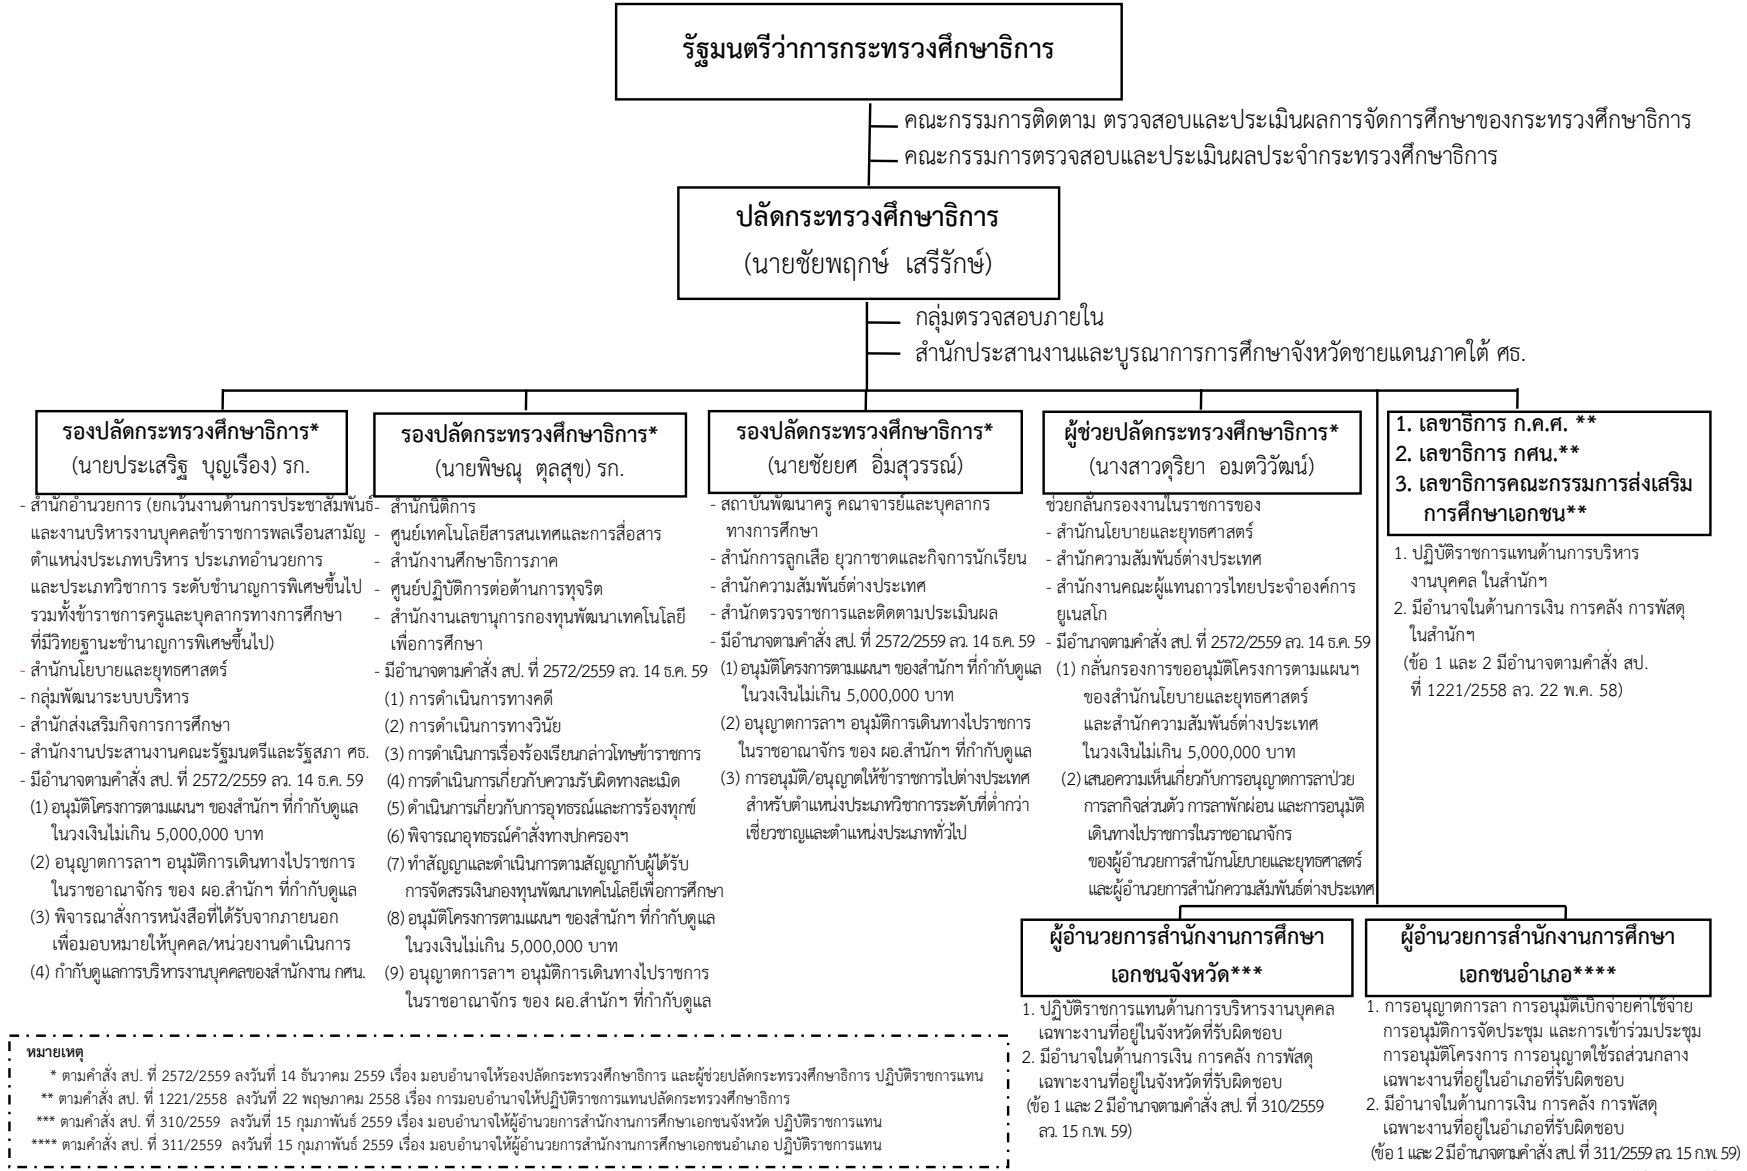 รัฐมนตรีว่าการกระทรวงศึกษาธิการ
คณะกรรมการติดตาม ตรวจสอบและประเมินผลการจัดการศึกษาของกระทรวงศึกษาธิการ
คณะกรรมการตรวจสอบและประเมินผลประจำกระทรวงศึกษาธิการ
ปลัดกระทรวงศึกษาธิการ
(นายชัยพฤกษ์ เสรีรักษ์)
กลุ่มตรวจสอบภายใน
สำนักประสานงานและบูรณาการการศึกษาจังหวัดชายแดนภาคใต้ ศธ.
รองปลัดกระทรวงศึกษาธิการ*
(นายประเสริฐ บุญเรือง) รก.
- สำนักอำนวยการ (ยกเว้นงานด้านการประชาสัมพันธ์
และงานบริหารงานบุคคลข้าราชการพลเรือนสามัญ
ตำแหน่งประเภทบริหาร ประเภทอำนวยการ
และประเภทวิชาการ ระดับชำนาญการพิเศษขึ้นไป
รวมทั้งข้าราชการครูและบุคลากรทางการศึกษา
ที่มีวิทยฐานะชำนาญการพิเศษขึ้นไป)
- สำนักนโยบายและยุทธศาสตร์
- กลุ่มพัฒนาระบบบริหาร
- สำนักส่งเสริมกิจการการศึกษา
- สำนักงานประสานงานคณะรัฐมนตรีและรัฐสภา ศธ.
- มีอำนาจตามคำสั่ง สป. ที่ 2572/2559 ลว. 14 ธ.ค. 59
(1) อนุมัติโครงการตามแผนฯ ของสำนักฯ ที่กำกับดูแล
ในวงเงินไม่เกิน 5,000,000 บาท
(2) อนุญาตการลาฯ อนุมัติการเดินทางไปราชการ
ในราชอาณาจักร ของ ผอ.สำนักฯ ที่กำกับดูแล
(3) พิจารณาสั่งการหนังสือที่ได้รับจากภายนอก
เพื่อมอบหมายให้บุคคล/หน่วยงานดำเนินการ
(4) กำกับดูแลการบริหารงานบุคคลของสำนักงาน กศน.
รองปลัดกระทรวงศึกษาธิการ*
(นายพิษณุ ตุลสุข) รก.
- สำนักนิติการ
- ศูนย์เทคโนโลยีสารสนเทศและการสื่อสาร
- สำนักงานศึกษาธิการภาค
- ศูนย์ปฏิบัติการต่อต้านการทุจริต
- สำนักงานเลขานุการกองทุนพัฒนาเทคโนโลยี
เพื่อการศึกษา
- มีอำนาจตามคำสั่ง สป. ที่ 2572/2559 ลว. 14 ธ.ค. 59
(1) การดำเนินการทางคดี
(2) การดำเนินการทางวินัย
(3) การดำเนินการเรื่องร้องเรียนกล่าวโทษข้าราชการ
(4) การดำเนินการเกี่ยวกับความรับผิดทางละเมิด
(5) ดำเนินการเกี่ยวกับการอุทธรณ์และการร้องทุกข์
(6) พิจารณาอุทธรณ์คำสั่งทางปกครองฯ
(7) ทำสัญญาและดำเนินการตามสัญญากับผู้ได้รับ
การจัดสรรเงินกองทุนพัฒนาเทคโนโลยีเพื่อการศึกษา
(8) อนุมัติโครงการตามแผนฯ ของสำนักฯ ที่กำกับดูแล
ในวงเงินไม่เกิน 5,000,000 บาท
(9) อนุญาตการลาฯ อนุมัติการเดินทางไปราชการ
ในราชอาณาจักร ของ ผอ.สำนักฯ ที่กำกับดูแล
รองปลัดกระทรวงศึกษาธิการ*
(นายชัยยศ อิ่มสุวรรณ์)
- สถาบันพัฒนาครู คณาจารย์และบุคลากร
ทางการศึกษา
- สำนักการลูกเสือ ยุวกาชาดและกิจการนักเรียน
- สำนักความสัมพันธ์ต่างประเทศ
- สำนักตรวจราชการและติดตามประเมินผล
- มีอำนาจตามคำสั่ง สป. ที่ 2572/2559 ลว. 14 ธ.ค. 59
(1) อนุมัติโครงการตามแผนฯ ของสำนักฯ ที่กำกับดูแล
ในวงเงินไม่เกิน 5,000,000 บาท
(2) อนุญาตการลาฯ อนุมัติการเดินทางไปราชการ
ในราชอาณาจักร ของ ผอ.สำนักฯ ที่กำกับดูแล
(3) การอนุมัติ/อนุญาตให้ข้าราชการไปต่างประเทศ
สำหรับตำแหน่งประเภทวิชาการระดับที่ต่ำกว่า
เชี่ยวชาญและตำแหน่งประเภททั่วไป
ผู้ช่วยปลัดกระทรวงศึกษาธิการ*
(นางสาวดุริยา อมตวิวัฒน์)
ช่วยกลั่นกรองงานในราชการของ
- สำนักนโยบายและยุทธศาสตร์
- สำนักความสัมพันธ์ต่างประเทศ
- สำนักงานคณะผู้แทนถาวรไทยประจำองค์การ
ยูเนสโก
- มีอำนาจตามคำสั่ง สป. ที่ 2572/2559 ลว. 14 ธ.ค. 59
(1) กลั่นกรองการขออนุมัติโครงการตามแผนฯ
ของสำนักนโยบายและยุทธศาสตร์
และสำนักความสัมพันธ์ต่างประเทศ
ในวงเงินไม่เกิน 5,000,000 บาท
(2) เสนอความเห็นเกี่ยวกับการอนุญาตการลาป่วย
การลากิจส่วนตัว การลาพักผ่อน และการอนุมัติ
เดินทางไปราชการในราชอาณาจักร
ของผู้อำนวยการสำนักนโยบายและยุทธศาสตร์
และผู้อำนวยการสำนักความสัมพันธ์ต่างประเทศ
1. เลขาธิการ ก.ค.ศ. **
2. เลขาธิการ กศน.**
3. เลขาธิการคณะกรรมการส่งเสริม
การศึกษาเอกชน**
1. ปฏิบัติราชการแทนด้านการบริหาร
งานบุคคล ในสำนักฯ
2. มีอำนาจในด้านการเงิน การคลัง การพัสดุ
ในสำนักฯ
(ข้อ 1 และ 2 มีอำนาจตามคำสั่ง สป.
ที่ 1221/2558 ลว. 22 พ.ค. 58)
ผู้อำนวยการสำนักงานการศึกษา
เอกชนจังหวัด***
1. ปฏิบัติราชการแทนด้านการบริหารงานบุคคล
เฉพาะงานที่อยู่ในจังหวัดที่รับผิดชอบ
2. มีอำนาจในด้านการเงิน การคลัง การพัสดุ
เฉพาะงานที่อยู่ในจังหวัดที่รับผิดชอบ
(ข้อ 1 และ 2 มีอำนาจตามคำสั่ง สป. ที่ 310/2559
ลว. 15 ก.พ. 59)
ผู้อำนวยการสำนักงานการศึกษา
เอกชนอำเภอ****
1. การอนุญาตการลา การอนุมัติเบิกจ่ายค่าใช้จ่าย
การอนุมัติการจัดประชุม และการเข้าร่วมประชุม
การอนุมัติโครงการ การอนุญาตใช้รถส่วนกลาง
เฉพาะงานที่อยู่ในอำเภอที่รับผิดชอบ
2. มีอำนาจในด้านการเงิน การคลัง การพัสดุ
เฉพาะงานที่อยู่ในอำเภอที่รับผิดชอบ
(ข้อ 1 และ 2 มีอำนาจตามคำสั่ง สป. ที่ 311/2559 ลว. 15 ก.พ. 59)
หมายเหตุ
* ตามคำสั่ง สป. ที่ 2572/2559 ลงวันที่ 14 ธันวาคม 2559 เรื่อง มอบอำนาจให้รองปลัดกระทรวงศึกษาธิการ และผู้ช่วยปลัดกระทรวงศึกษาธิการ ปฏิบัติราชการแทน
** ตามคำสั่ง สป. ที่ 1221/2558 ลงวันที่ 22 พฤษภาคม 2558 เรื่อง การมอบอำนาจให้ปฏิบัติราชการแทนปลัดกระทรวงศึกษาธิการ
*** ตามคำสั่ง สป. ที่ 310/2559 ลงวันที่ 15 กุมภาพันธ์ 2559 เรื่อง มอบอำนาจให้ผู้อำนวยการสำนักงานการศึกษาเอกชนจังหวัด ปฏิบัติราชการแทน
**** ตามคำสั่ง สป. ที่ 311/2559 ลงวันที่ 15 กุมภาพันธ์ 2559 เรื่อง มอบอำนาจให้ผู้อำนวยการสำนักงานการศึกษาเอกชนอำเภอ ปฏิบัติราชการแทน